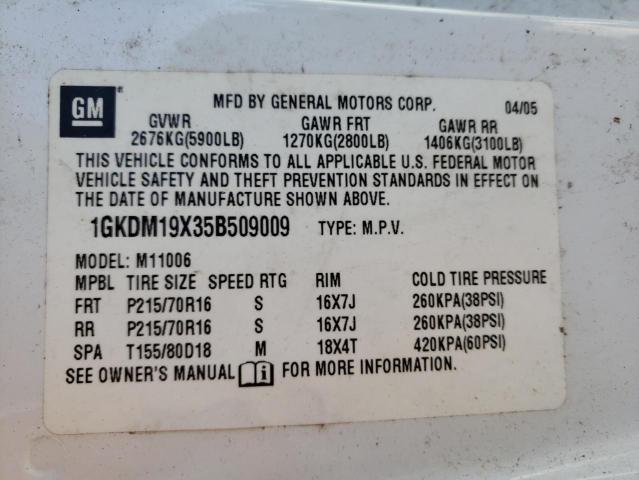 GM
MFD BY GENERAL MOTORS CORP. 04/05
GVWR GAWR FRT GAWR RR
2676KG(5900LB) 1270KG(2800LB) 1406KG(3100LB)
THIS VEHICLE CONFORMS TO ALL APPLICABLE U.S. FEDERAL MOTOR
VEHICLE SAFETY AND THEFT PREVENTION STANDARDS IN EFFECT ON
THE DATE OF MANUFACTURE SHOWN ABOVE.
1GKDM19X35B509009 TYPE: M.P.V.
MODEL: M11006
MPBL TIRE SIZE SPEED RTG RIM COLD TIRE PRESSURE
FRT P215/70R16 S 16X7J 260KPA(38PSI)
RR P215/70R16 S 16X7J 260KPA(38PSI)
SPA T155/80D18 M 18X4T 420KPA(60PSI)
SEE OWNER'S MANUAL i FOR MORE INFORMATION.